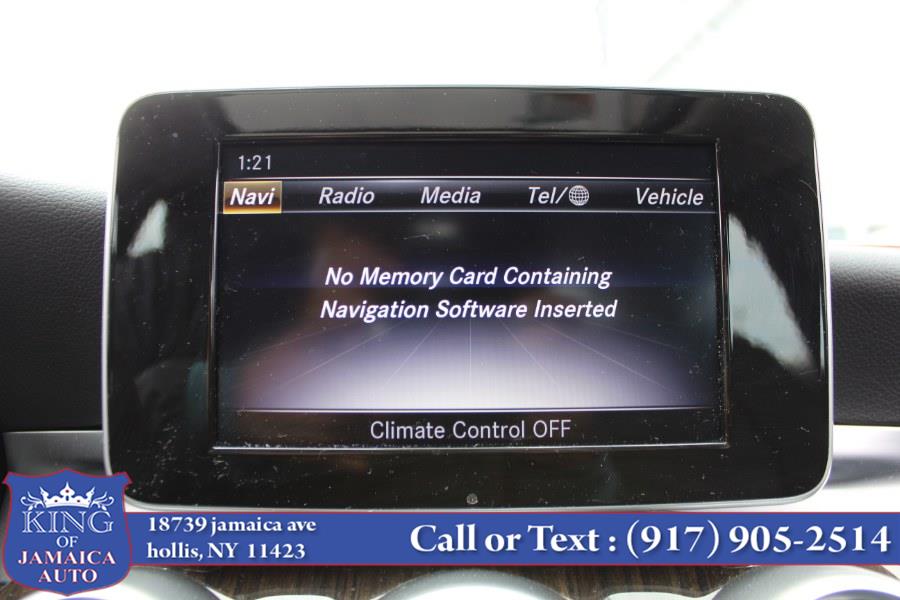 1:21
Navi Radio Media Tel/ Vehicle
No Memory Card Containing
Navigation Software Inserted
Climate Control OFF
KING
OF
JAMAICA
AUTO
18739 jamaica ave
hollis, NY 11423
Call or Text : (917) 905-2514